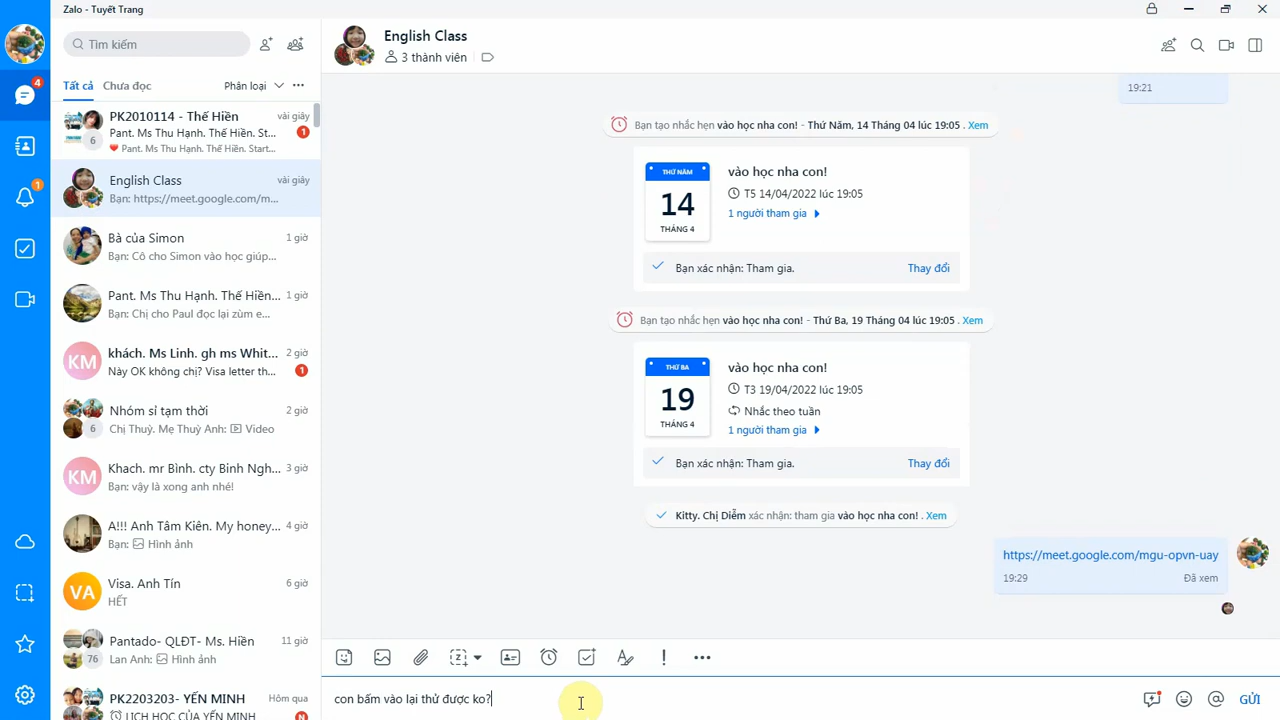 Zalo - Tuyết Trang
Tìm kiếm
Tất cả
Chưa đọc
Phân loại
4
1
PK2010114 - Thế Hiền
vài giây
Pant. Ms Thu Hạnh. Thế Hiền. St...
1
6
Pant. Ms Thu Hạnh. Thế Hiền. Start...
English Class
vài giây
Bạn: https://meet.google.com/m...
Bà của Simon
1 giờ
Bạn: Cô cho Simon vào học giúp...
Pant. Ms Thu Hạnh. Thế Hiền...
1 giờ
Bạn: Chị cho Paul đọc lại zùm e...
KM
khách. Ms Linh. gh ms Whit...
2 giờ
Này OK không chị? Visa letter th...
1
Nhóm sỉ tạm thời
2 giờ
6
Chị Thuỳ. Mẹ Thuỳ Anh: Video
KM
Khach. mr Bình. cty Bình Ngh...
3 giờ
Bạn: vậy là xong anh nhé!
A!!! Anh Tâm Kiên. My honey...
4 giờ
Bạn: Hình ảnh
VA
Visa. Anh Tín
6 giờ
HẾT
Pantado- QLĐT- Ms. Hiền
11 giờ
76
Lan Anh: Hình ảnh
PK2203203- YẾN MINH
Hôm qua
LỊCH HỌC CỦA YẾN MINH
N
English Class
3 thành viên
19:21
Bạn tạo nhắc hẹn vào học nha con! - Thứ Năm, 14 Tháng 04 lúc 19:05 . Xem
THỨ NĂM
14
THÁNG 4
vào học nha con!
T5 14/04/2022 lúc 19:05
1 người tham gia
Bạn xác nhận: Tham gia.
Thay đổi
Bạn tạo nhắc hẹn vào học nha con! - Thứ Ba, 19 Tháng 04 lúc 19:05 . Xem
THỨ BA
19
THÁNG 4
vào học nha con!
T3 19/04/2022 lúc 19:05
Nhắc theo tuần
1 người tham gia
Bạn xác nhận: Tham gia.
Thay đổi
Kitty. Chị Diễm xác nhận: tham gia vào học nha con! . Xem
https://meet.google.com/mgu-opvn-uay
19:29
Đã xem
con bấm vào lại thử được ko?
GỬI